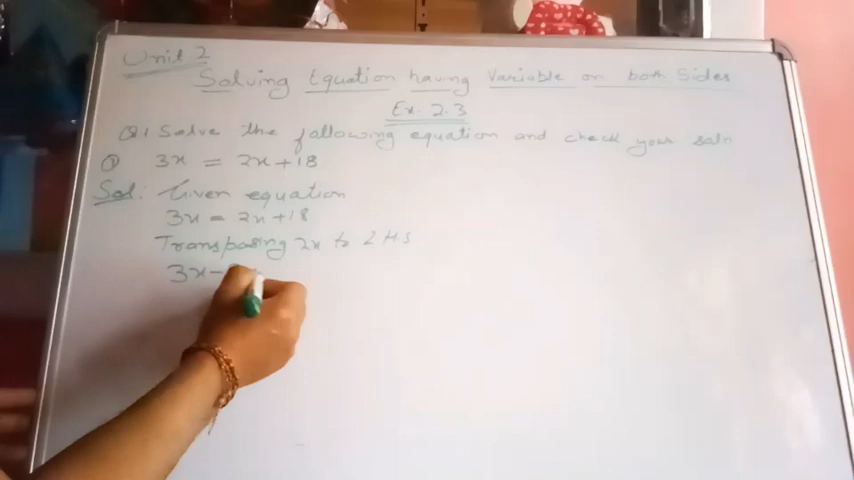 Unit 2
Solving Equation having Variable on both Sides
Ex. 2.3
Q1 Solve the following equation and check your soln
① 3x = 2x+18
Sol: Given equation
3x = 2x+18
Transposing 2x to LHS
3x-